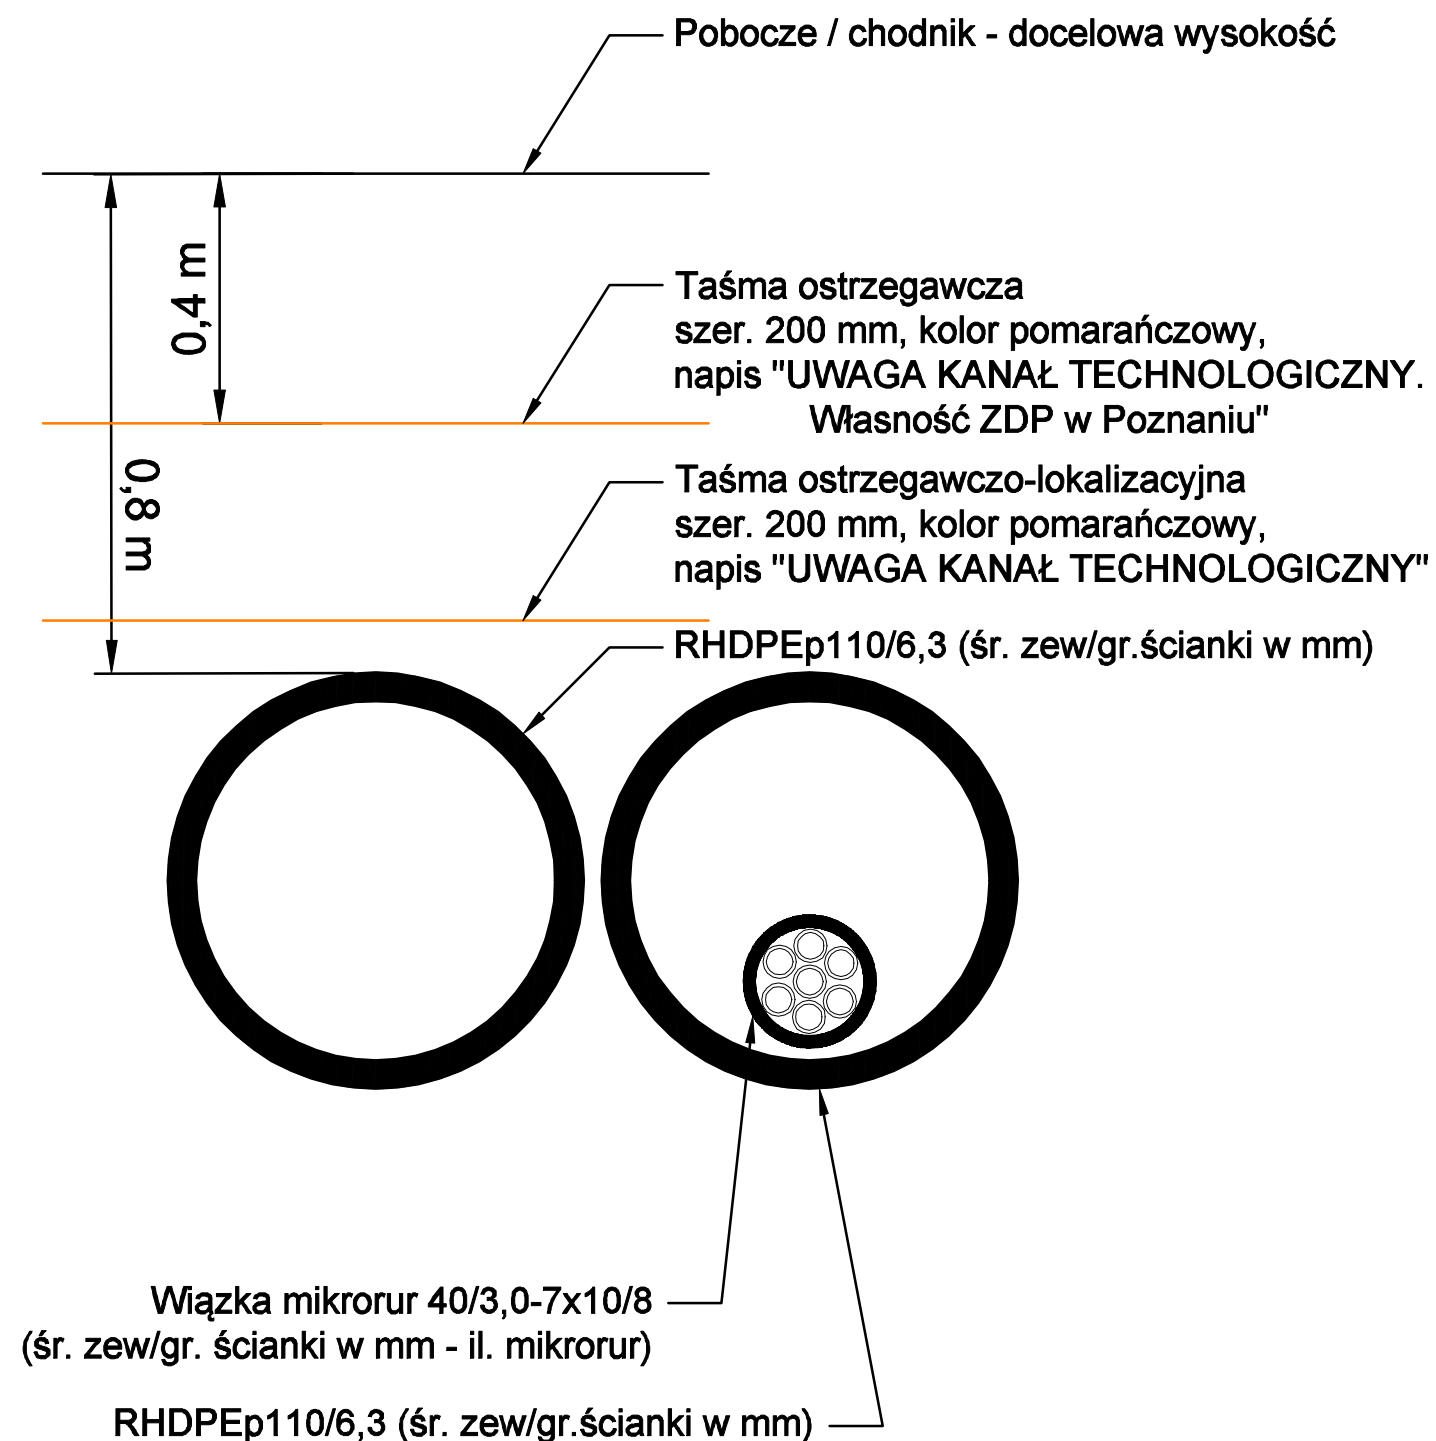 Pobocze / chodnik - docelowa wysokość
0,4 m
Taśma ostrzegawcza
szer. 200 mm, kolor pomarańczowy,
napis "UWAGA KANAŁ TECHNOLOGICZNY.
Własność ZDP w Poznaniu"
0,8 m
Taśma ostrzegawczo-lokalizacyjna
szer. 200 mm, kolor pomarańczowy,
napis "UWAGA KANAŁ TECHNOLOGICZNY"
RHDPEp110/6,3 (śr. zew/gr.ścianki w mm)
Wiązka mikrorur 40/3,0-7x10/8
(śr. zew/gr. ścianki w mm - il. mikrorur)
RHDPEp110/6,3 (śr. zew/gr.ścianki w mm)